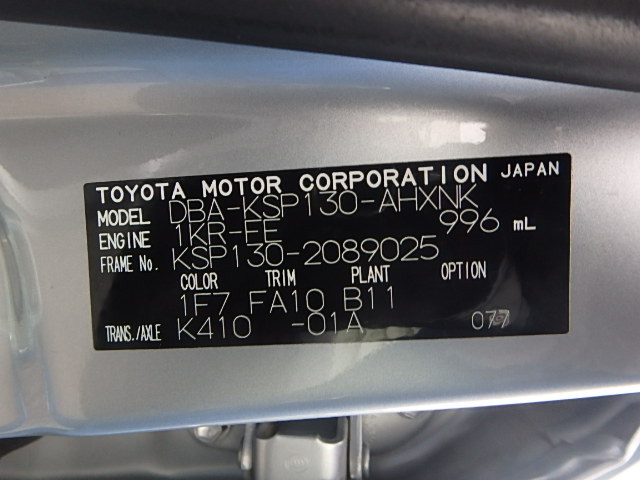 TOYOTA MOTOR CORPORATION JAPAN
MODEL DBA-KSP130-AHXNK
ENGINE 1KR-FE 996 mL
FRAME No. KSP130-2089025
COLOR TRIM PLANT OPTION
1F7 FA10 B11
TRANS./AXLE K410 -01A 077